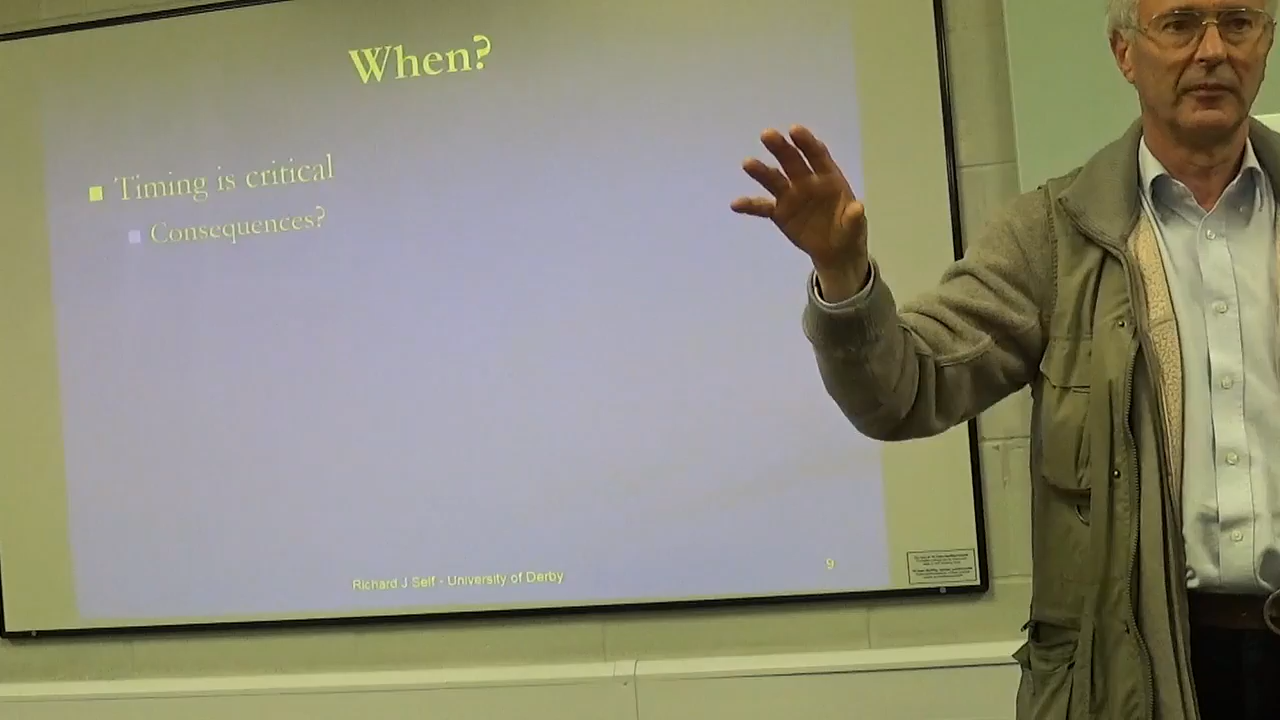 When?
Timing is critical
Consequences?
Richard J Self - University of Derby
9